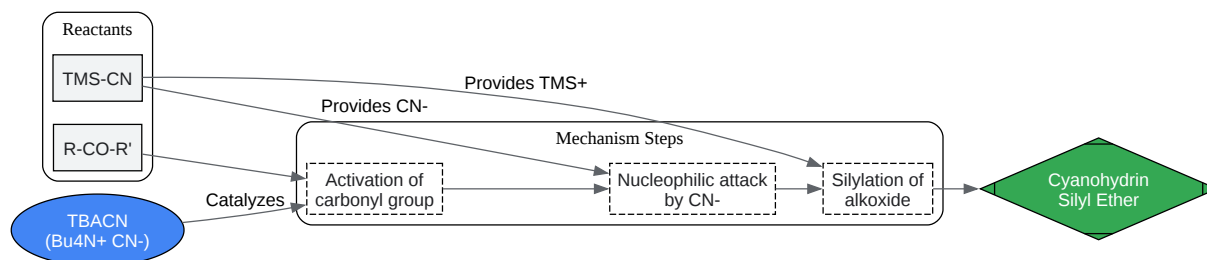 Reactants
TMS-CN
R-CO-R'
TBACN
(Bu4N+ CN-)
Catalyzes
Provides CN-
Provides TMS+
Mechanism Steps
Activation of
carbonyl group
Nucleophilic attack
by CN-
Silylation of
alkoxide
Cyanohydrin
Silyl Ether